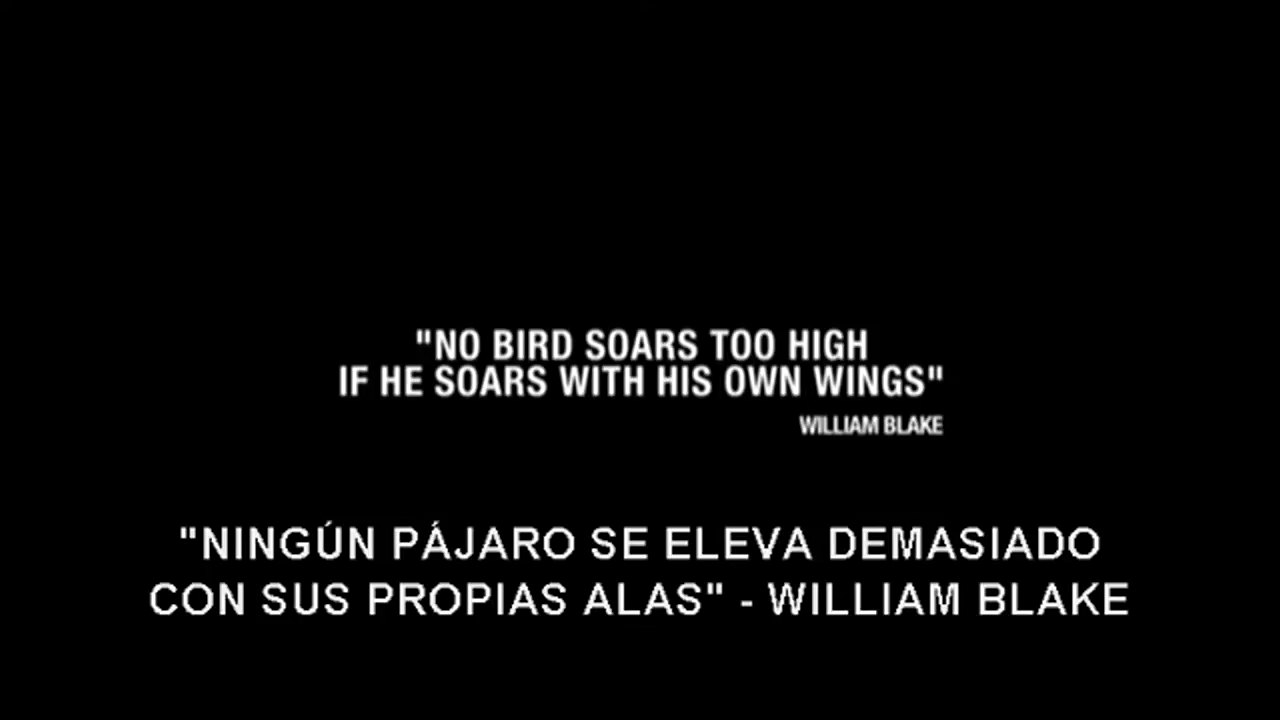 "NO BIRD SOARS TOO HIGH
IF HE SOARS WITH HIS OWN WINGS"
WILLIAM BLAKE
"NINGÚN PÁJARO SE ELEVA DEMASIADO
CON SUS PROPIAS ALAS" - WILLIAM BLAKE